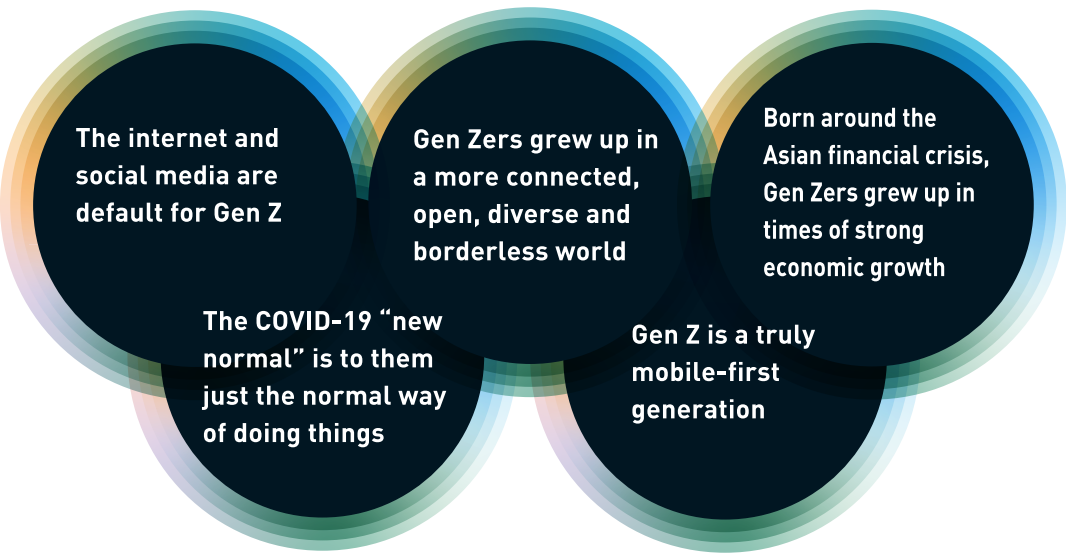 The internet and
social media are
default for Gen Z
Gen Zers grew up in
a more connected,
open, diverse and
borderless world
Born around the
Asian financial crisis,
Gen Zers grew up in
times of strong
economic growth
The COVID-19 “new
normal” is to them
just the normal way
of doing things
Gen Z is a truly
mobile-first
generation